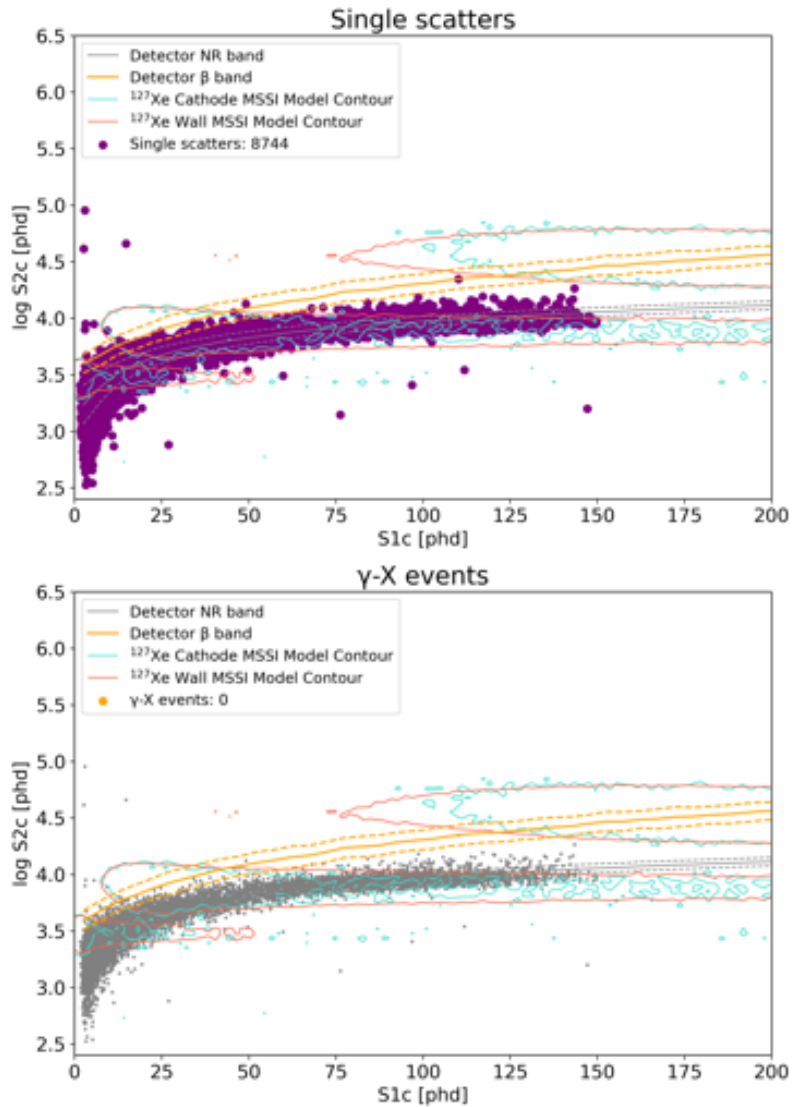 Single scatters
6.5
6.0
5.5
5.0
4.5
4.0
3.5
3.0
2.5
log S2c [phd]
Detector NR band
Detector β band
¹²⁷Xe Cathode MSSI Model Contour
¹²⁷Xe Wall MSSI Model Contour
Single scatters: 8744
0 25 50 75 100 125 150 175 200
S1c [phd]
γ-X events
6.5
6.0
5.5
5.0
4.5
4.0
3.5
3.0
2.5
log S2c [phd]
Detector NR band
Detector β band
¹²⁷Xe Cathode MSSI Model Contour
¹²⁷Xe Wall MSSI Model Contour
γ-X events: 0
0 25 50 75 100 125 150 175 200
S1c [phd]